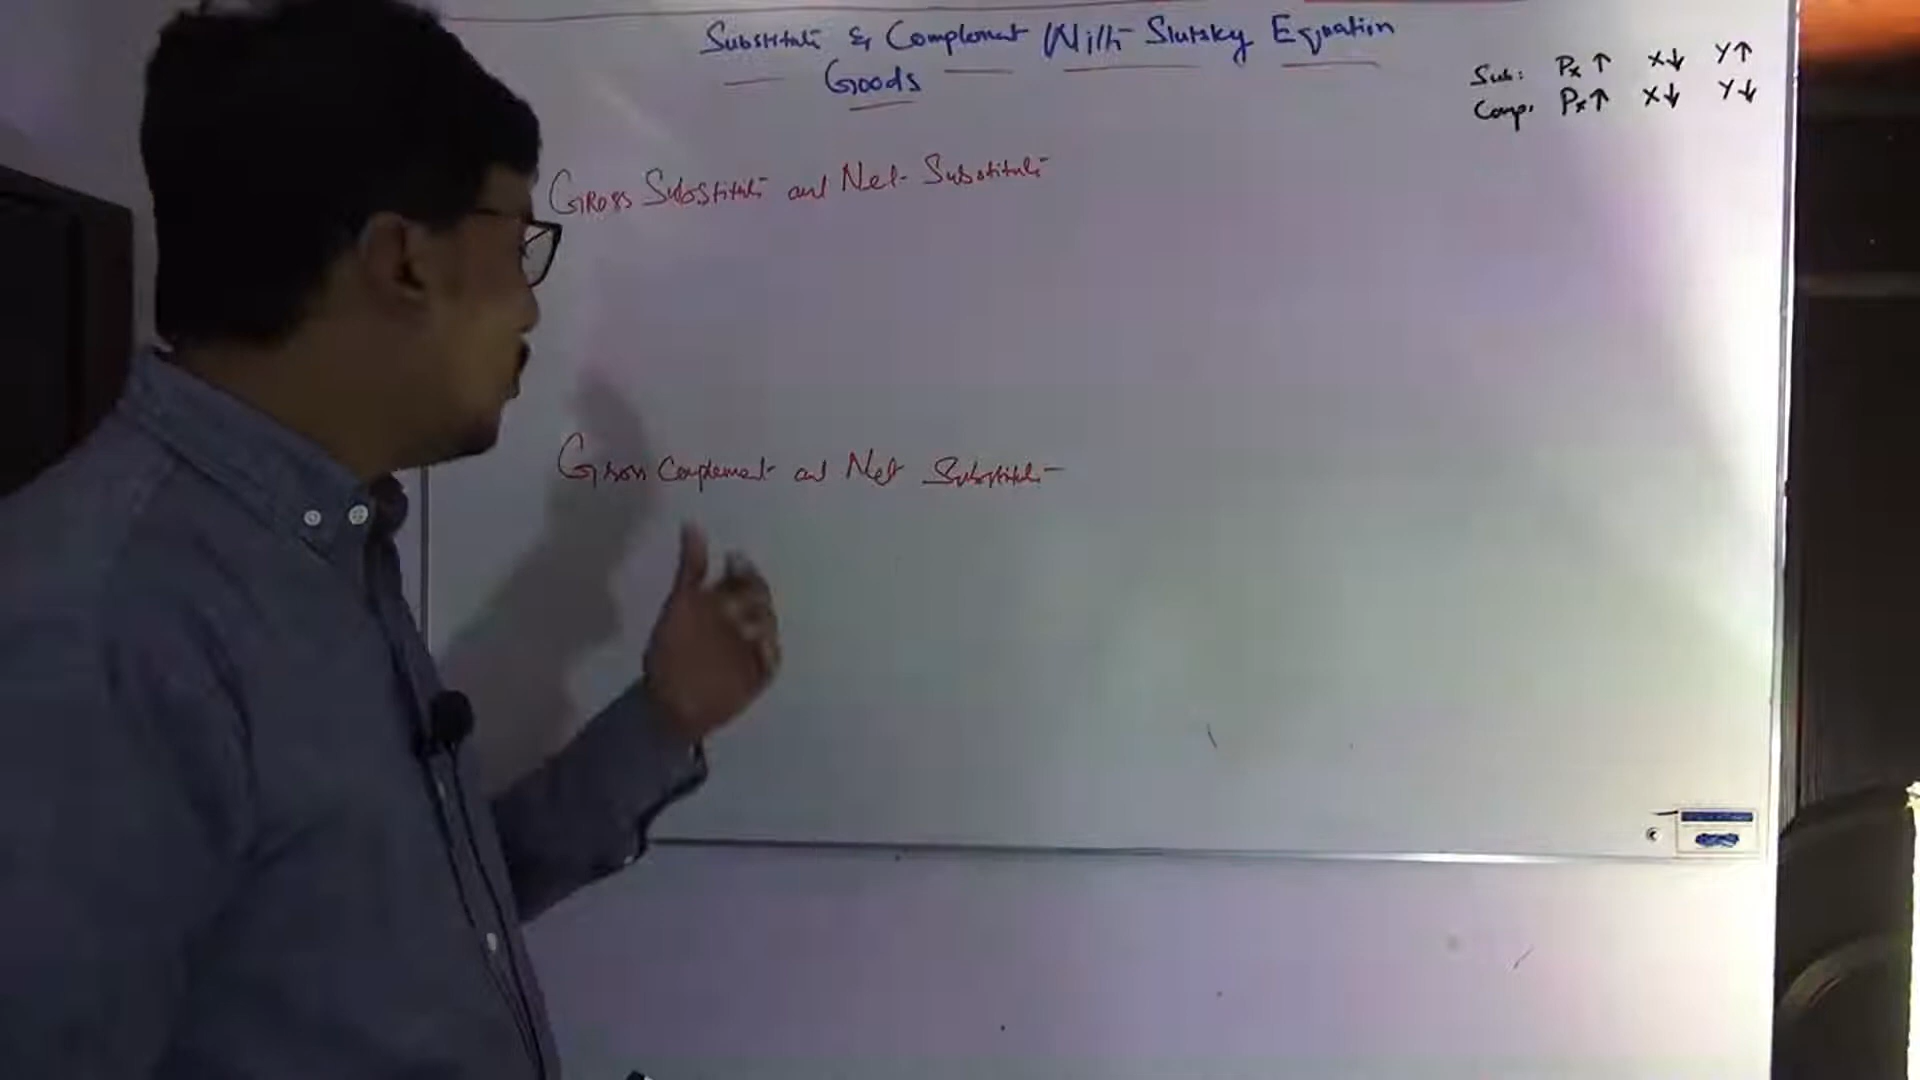 Substitute & Complement With Slutsky Equation
Goods
Sub: Px ↑ X↓ Y↑
Comp. Px↑ X↓ Y↓
Gross Substitute and Net Substitute
Gross Complement and Net Substitute